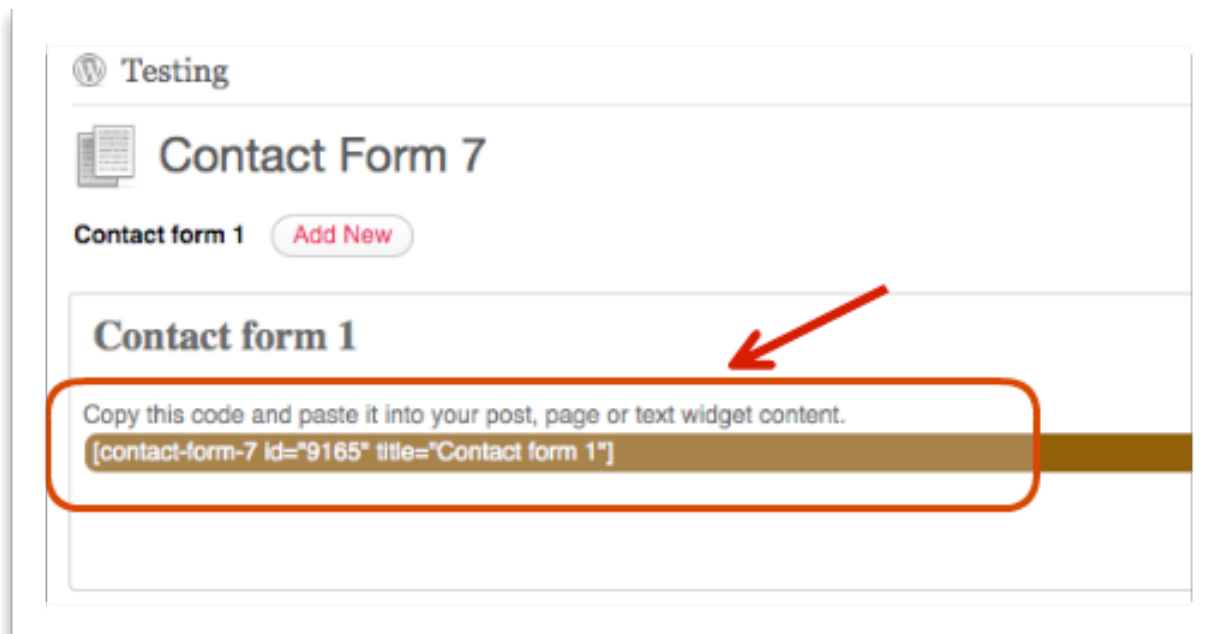 Testing
Contact Form 7
Contact form 1 Add New
Contact form 1
Copy this code and paste it into your post, page or text widget content.
[contact-form-7 id="9165" title="Contact form 1"]